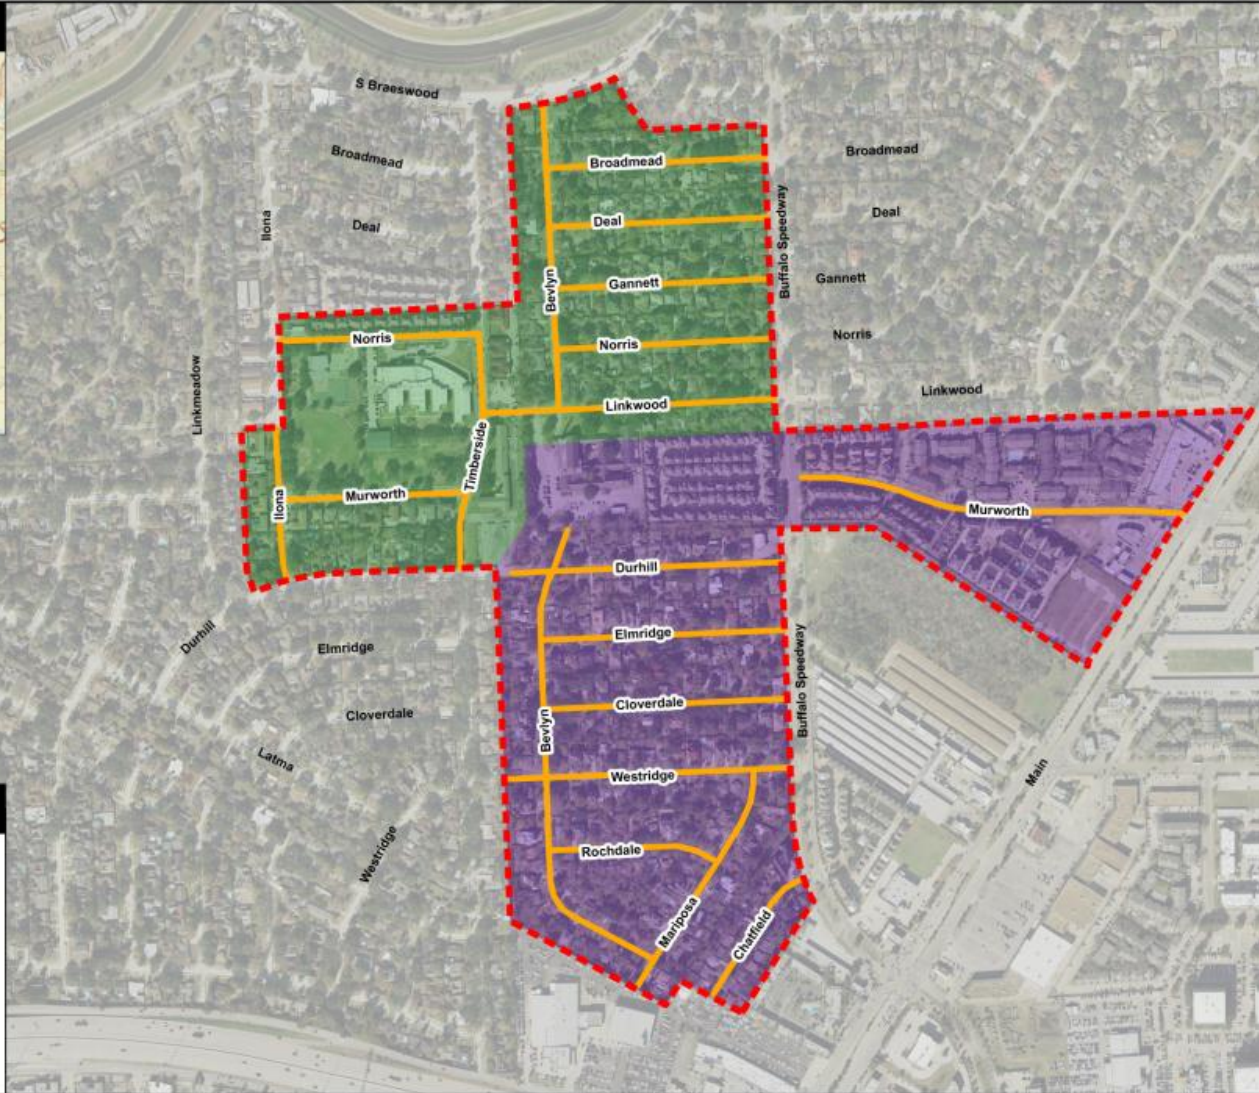 S Braeswood
Broadmead
Broadmead
Broadmead
Ilona
Deal
Deal
Deal
Buffalo Speedway
Bevlyn
Gannett
Gannett
Norris
Norris
Norris
Linkmeadow
Linkwood
Linkwood
Timberside
Ilona
Murworth
Murworth
Durhill
Durhill
Elmridge
Elmridge
Cloverdale
Cloverdale
Buffalo Speedway
Bevlyn
Latma
Westridge
Main
Westridge
Rochdale
Mariposa
Chatfield